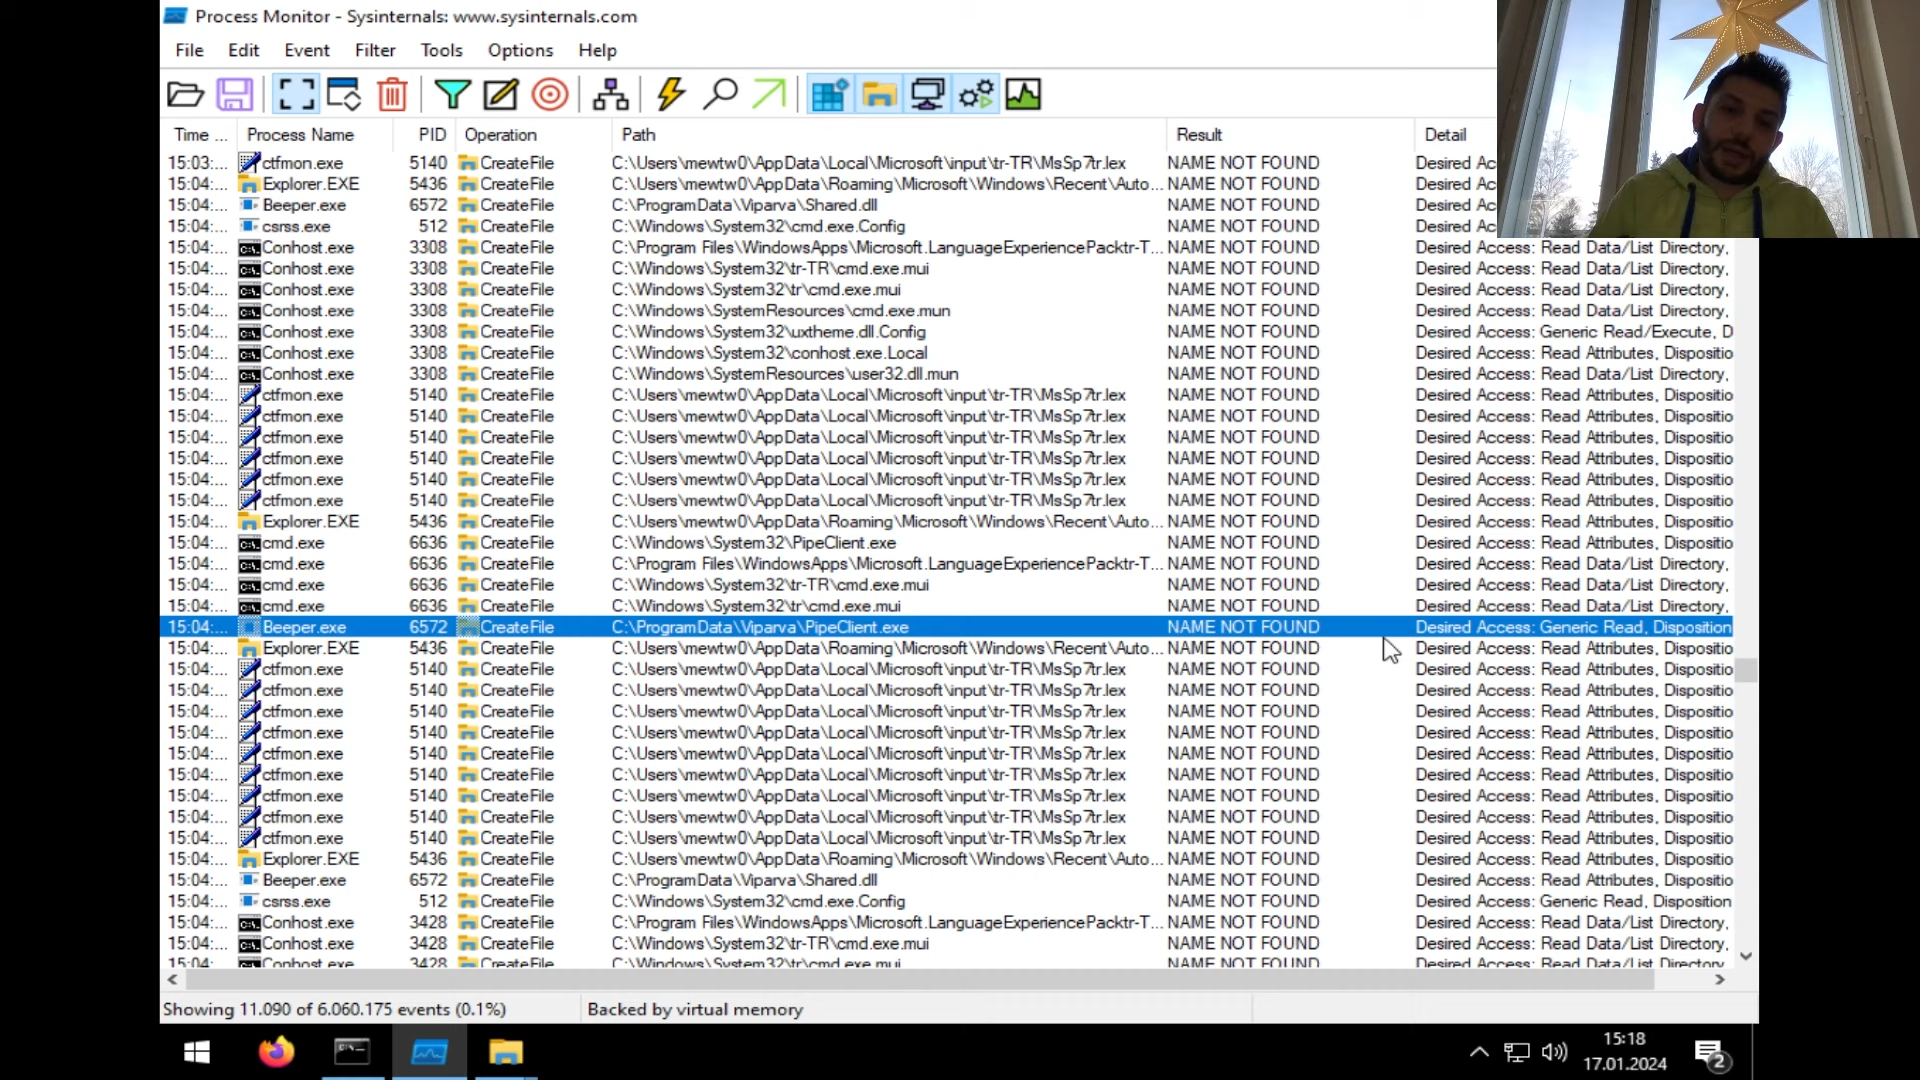 Process Monitor - Sysinternals: www.sysinternals.com
File Edit Event Filter Tools Options Help
Time ... Process Name PID Operation Path Result Detail
15:03:... ctfmon.exe 5140 CreateFile C:\Users\mewtw0\AppData\Local\Microsoft\input\tr-TR\MsSp7tr.lex NAME NOT FOUND Desired Ac
15:04:... Explorer.EXE 5436 CreateFile C:\Users\mewtw0\AppData\Roaming\Microsoft\Windows\Recent\Auto... NAME NOT FOUND Desired Ac
15:04:... Beeper.exe 6572 CreateFile C:\ProgramData\Viparva\Shared.dll NAME NOT FOUND Desired Ac
15:04:... csrss.exe 512 CreateFile C:\Windows\System32\cmd.exe.Config NAME NOT FOUND Desired Ac
15:04:... Conhost.exe 3308 CreateFile C:\Program Files\WindowsApps\Microsoft.LanguageExperiencePacktr-T... NAME NOT FOUND Desired Access: Read Data/List Directory,
15:04:... Conhost.exe 3308 CreateFile C:\Windows\System32\tr-TR\cmd.exe.mui NAME NOT FOUND Desired Access: Read Data/List Directory,
15:04:... Conhost.exe 3308 CreateFile C:\Windows\System32\tr\cmd.exe.mui NAME NOT FOUND Desired Access: Read Data/List Directory,
15:04:... Conhost.exe 3308 CreateFile C:\Windows\SystemResources\cmd.exe.mun NAME NOT FOUND Desired Access: Read Data/List Directory,
15:04:... Conhost.exe 3308 CreateFile C:\Windows\System32\uxtheme.dll.Config NAME NOT FOUND Desired Access: Generic Read/Execute, D
15:04:... Conhost.exe 3308 CreateFile C:\Windows\System32\conhost.exe.Local NAME NOT FOUND Desired Access: Read Attributes, Dispositio
15:04:... Conhost.exe 3308 CreateFile C:\Windows\SystemResources\user32.dll.mun NAME NOT FOUND Desired Access: Read Data/List Directory,
15:04:... ctfmon.exe 5140 CreateFile C:\Users\mewtw0\AppData\Local\Microsoft\input\tr-TR\MsSp7tr.lex NAME NOT FOUND Desired Access: Read Attributes, Dispositio
15:04:... ctfmon.exe 5140 CreateFile C:\Users\mewtw0\AppData\Local\Microsoft\input\tr-TR\MsSp7tr.lex NAME NOT FOUND Desired Access: Read Attributes, Dispositio
15:04:... ctfmon.exe 5140 CreateFile C:\Users\mewtw0\AppData\Local\Microsoft\input\tr-TR\MsSp7tr.lex NAME NOT FOUND Desired Access: Read Attributes, Dispositio
15:04:... ctfmon.exe 5140 CreateFile C:\Users\mewtw0\AppData\Local\Microsoft\input\tr-TR\MsSp7tr.lex NAME NOT FOUND Desired Access: Read Attributes, Dispositio
15:04:... ctfmon.exe 5140 CreateFile C:\Users\mewtw0\AppData\Local\Microsoft\input\tr-TR\MsSp7tr.lex NAME NOT FOUND Desired Access: Read Attributes, Dispositio
15:04:... ctfmon.exe 5140 CreateFile C:\Users\mewtw0\AppData\Local\Microsoft\input\tr-TR\MsSp7tr.lex NAME NOT FOUND Desired Access: Read Attributes, Dispositio
15:04:... Explorer.EXE 5436 CreateFile C:\Users\mewtw0\AppData\Roaming\Microsoft\Windows\Recent\Auto... NAME NOT FOUND Desired Access: Read Attributes, Dispositio
15:04:... cmd.exe 6636 CreateFile C:\Windows\System32\PipeClient.exe NAME NOT FOUND Desired Access: Read Attributes, Dispositio
15:04:... cmd.exe 6636 CreateFile C:\Program Files\WindowsApps\Microsoft.LanguageExperiencePacktr-T... NAME NOT FOUND Desired Access: Read Data/List Directory,
15:04:... cmd.exe 6636 CreateFile C:\Windows\System32\tr-TR\cmd.exe.mui NAME NOT FOUND Desired Access: Read Data/List Directory,
15:04:... cmd.exe 6636 CreateFile C:\Windows\System32\tr\cmd.exe.mui NAME NOT FOUND Desired Access: Read Data/List Directory,
15:04:... Beeper.exe 6572 CreateFile C:\ProgramData\Viparva\PipeClient.exe NAME NOT FOUND Desired Access: Generic Read, Disposition
15:04:... Explorer.EXE 5436 CreateFile C:\Users\mewtw0\AppData\Roaming\Microsoft\Windows\Recent\Auto... NAME NOT FOUND Desired Access: Read Attributes, Dispositio
15:04:... ctfmon.exe 5140 CreateFile C:\Users\mewtw0\AppData\Local\Microsoft\input\tr-TR\MsSp7tr.lex NAME NOT FOUND Desired Access: Read Attributes, Dispositio
15:04:... ctfmon.exe 5140 CreateFile C:\Users\mewtw0\AppData\Local\Microsoft\input\tr-TR\MsSp7tr.lex NAME NOT FOUND Desired Access: Read Attributes, Dispositio
15:04:... ctfmon.exe 5140 CreateFile C:\Users\mewtw0\AppData\Local\Microsoft\input\tr-TR\MsSp7tr.lex NAME NOT FOUND Desired Access: Read Attributes, Dispositio
15:04:... ctfmon.exe 5140 CreateFile C:\Users\mewtw0\AppData\Local\Microsoft\input\tr-TR\MsSp7tr.lex NAME NOT FOUND Desired Access: Read Attributes, Dispositio
15:04:... ctfmon.exe 5140 CreateFile C:\Users\mewtw0\AppData\Local\Microsoft\input\tr-TR\MsSp7tr.lex NAME NOT FOUND Desired Access: Read Attributes, Dispositio
15:04:... ctfmon.exe 5140 CreateFile C:\Users\mewtw0\AppData\Local\Microsoft\input\tr-TR\MsSp7tr.lex NAME NOT FOUND Desired Access: Read Attributes, Dispositio
15:04:... ctfmon.exe 5140 CreateFile C:\Users\mewtw0\AppData\Local\Microsoft\input\tr-TR\MsSp7tr.lex NAME NOT FOUND Desired Access: Read Attributes, Dispositio
15:04:... ctfmon.exe 5140 CreateFile C:\Users\mewtw0\AppData\Local\Microsoft\input\tr-TR\MsSp7tr.lex NAME NOT FOUND Desired Access: Read Attributes, Dispositio
15:04:... ctfmon.exe 5140 CreateFile C:\Users\mewtw0\AppData\Local\Microsoft\input\tr-TR\MsSp7tr.lex NAME NOT FOUND Desired Access: Read Attributes, Dispositio
15:04:... Explorer.EXE 5436 CreateFile C:\Users\mewtw0\AppData\Roaming\Microsoft\Windows\Recent\Auto... NAME NOT FOUND Desired Access: Read Attributes, Dispositio
15:04:... Beeper.exe 6572 CreateFile C:\ProgramData\Viparva\Shared.dll NAME NOT FOUND Desired Access: Read Attributes, Dispositio
15:04:... csrss.exe 512 CreateFile C:\Windows\System32\cmd.exe.Config NAME NOT FOUND Desired Access: Generic Read, Disposition
15:04:... Conhost.exe 3428 CreateFile C:\Program Files\WindowsApps\Microsoft.LanguageExperiencePacktr-T... NAME NOT FOUND Desired Access: Read Data/List Directory,
15:04:... Conhost.exe 3428 CreateFile C:\Windows\System32\tr-TR\cmd.exe.mui NAME NOT FOUND Desired Access: Read Data/List Directory,
15:04:... Conhost.exe 3428 CreateFile C:\Windows\System32\tr\cmd.exe.mui NAME NOT FOUND Desired Access: Read Data/List Directory,
Showing 11.090 of 6.060.175 events (0.1%) Backed by virtual memory
15:18
17.01.2024
2